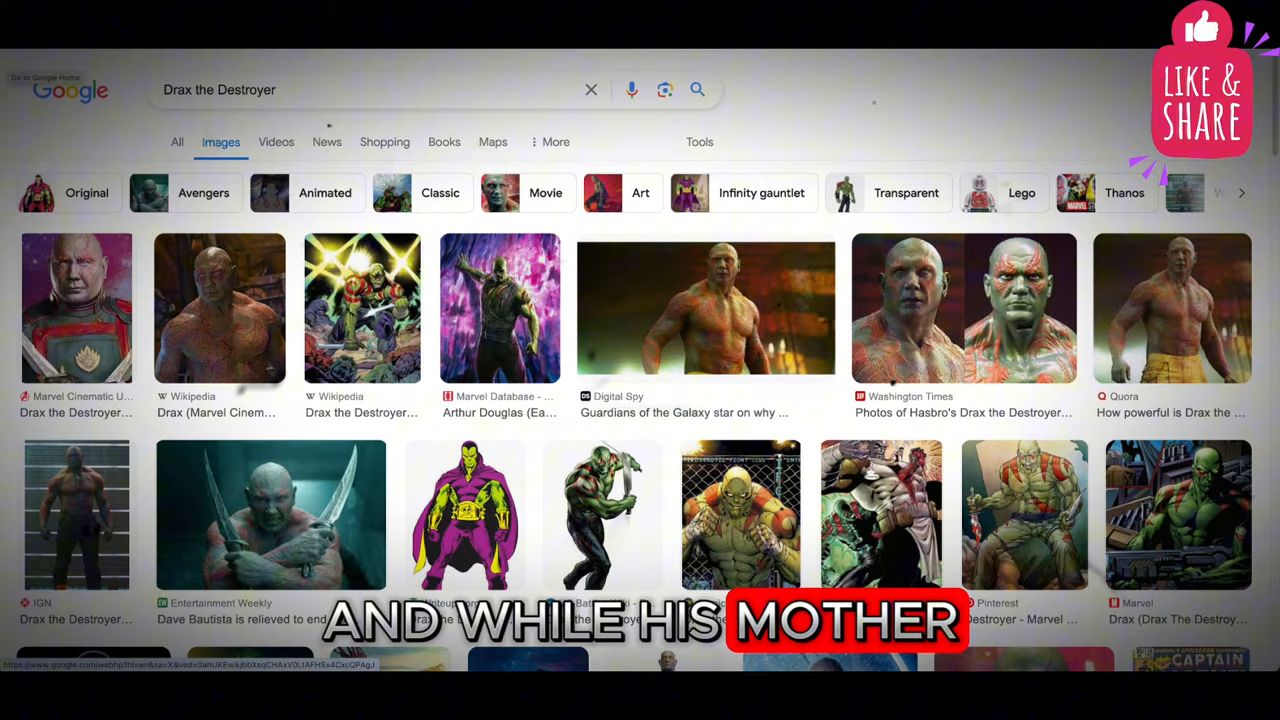 Go to Google Home
Google
Drax the Destroyer
LIKE &
SHARE
All Images Videos News Shopping Books Maps More Tools
Original Avengers Animated Classic Movie Art Infinity gauntlet Transparent Lego Thanos
Marvel Cinematic U...
Drax the Destroyer...
Wikipedia
Drax (Marvel Cinem...
Wikipedia
Drax the Destroyer...
Marvel Database - ...
Arthur Douglas (Ea...
Digital Spy
Guardians of the Galaxy star on why ...
Washington Times
Photos of Hasbro's Drax the Destroyer...
Quora
How powerful is Drax the ...
IGN
Drax the Destroyer...
Entertainment Weekly
Dave Bautista is relieved to end
Pinterest
Destroyer - Marvel ...
Marvel
Drax (Drax The Destroy...
AND WHILE HIS MOTHER
CAPTAIN